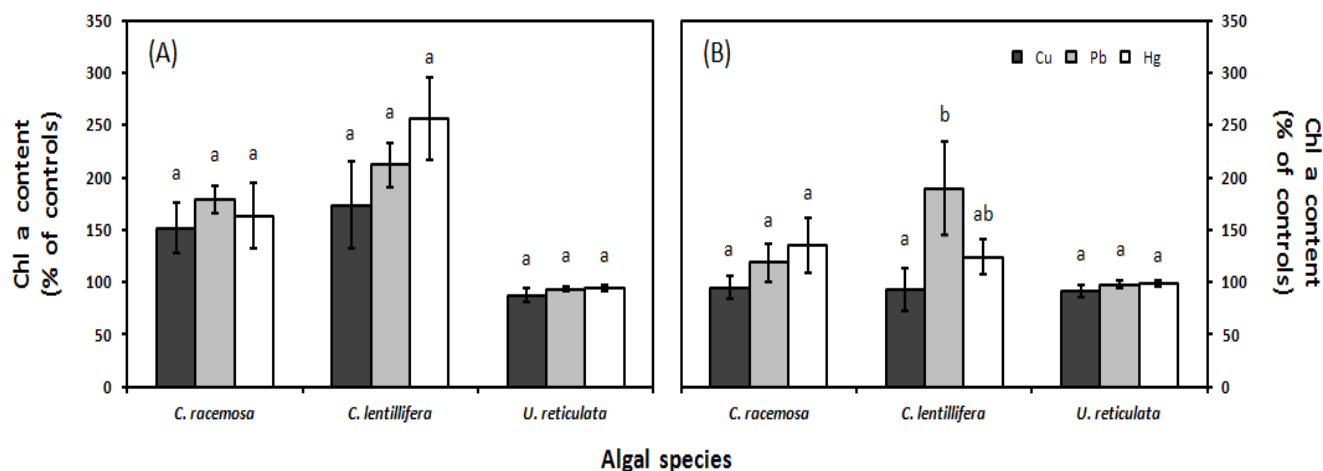 350
300
250
200
150
100
50
0
Chl a content
(% of controls)
(A)
a
a
a
a
a
a
a
a
a
C. racemosa
C. lentillifera
U. reticulata
(B)
Cu
Pb
Hg
a
a
a
a
b
ab
a
a
a
C. racemosa
C. lentillifera
U. reticulata
350
300
250
200
150
100
50
0
Chl a content
(% of controls)
Algal species